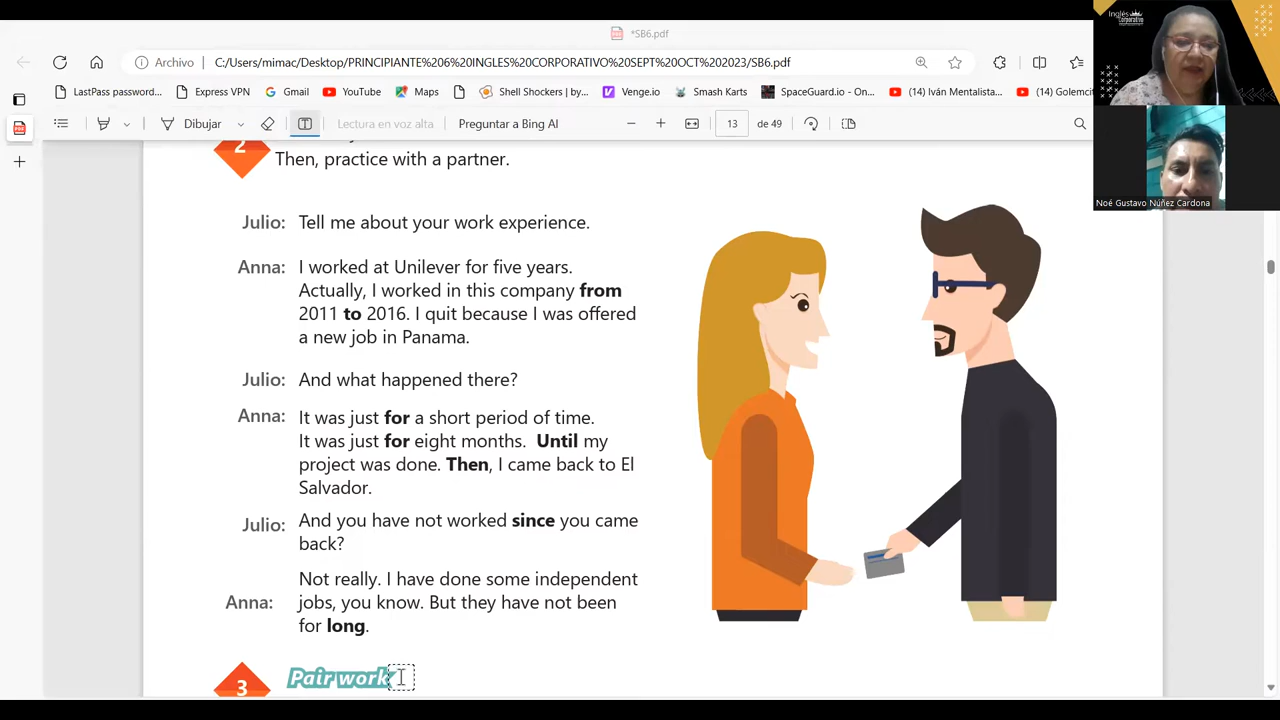 *SB6.pdf
Archivo
C:/Users/mimac/Desktop/PRINCIPIANTE%206%20INGLES%20CORPORATIVO%20SEPT%20OCT%202023/SB6.pdf
LastPass password...
Express VPN
Gmail
YouTube
Maps
Shell Shockers | by...
Venge.io
Smash Karts
SpaceGuard.io - On...
(14) Iván Mentalista...
(14) Golemcit
Dibujar
Lectura en voz alta
Preguntar a Bing AI
13
de 49
2
Then, practice with a partner.
Julio: Tell me about your work experience.
Anna: I worked at Unilever for five years.
Actually, I worked in this company from
2011 to 2016. I quit because I was offered
a new job in Panama.
Julio: And what happened there?
Anna: It was just for a short period of time.
It was just for eight months. Until my
project was done. Then, I came back to El
Salvador.
Julio: And you have not worked since you came
back?
Not really. I have done some independent
Anna: jobs, you know. But they have not been
for long.
3
Pair work
Inglés
Corporativo
Noé Gustavo Núñez Cardona